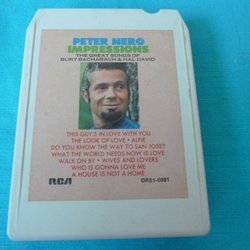 PETER NERO
IMPRESSIONS
THE GREAT SONGS OF
BURT BACHARACH & HAL DAVID
THIS GUY'S IN LOVE WITH YOU
THE LOOK OF LOVE • ALFIE
DO YOU KNOW THE WAY TO SAN JOSE?
WHAT THE WORLD NEEDS NOW IS LOVE
WALK ON BY • WIVES AND LOVERS
WHO IS GONNA LOVE ME
A HOUSE IS NOT A HOME
RCA DRS1-0081